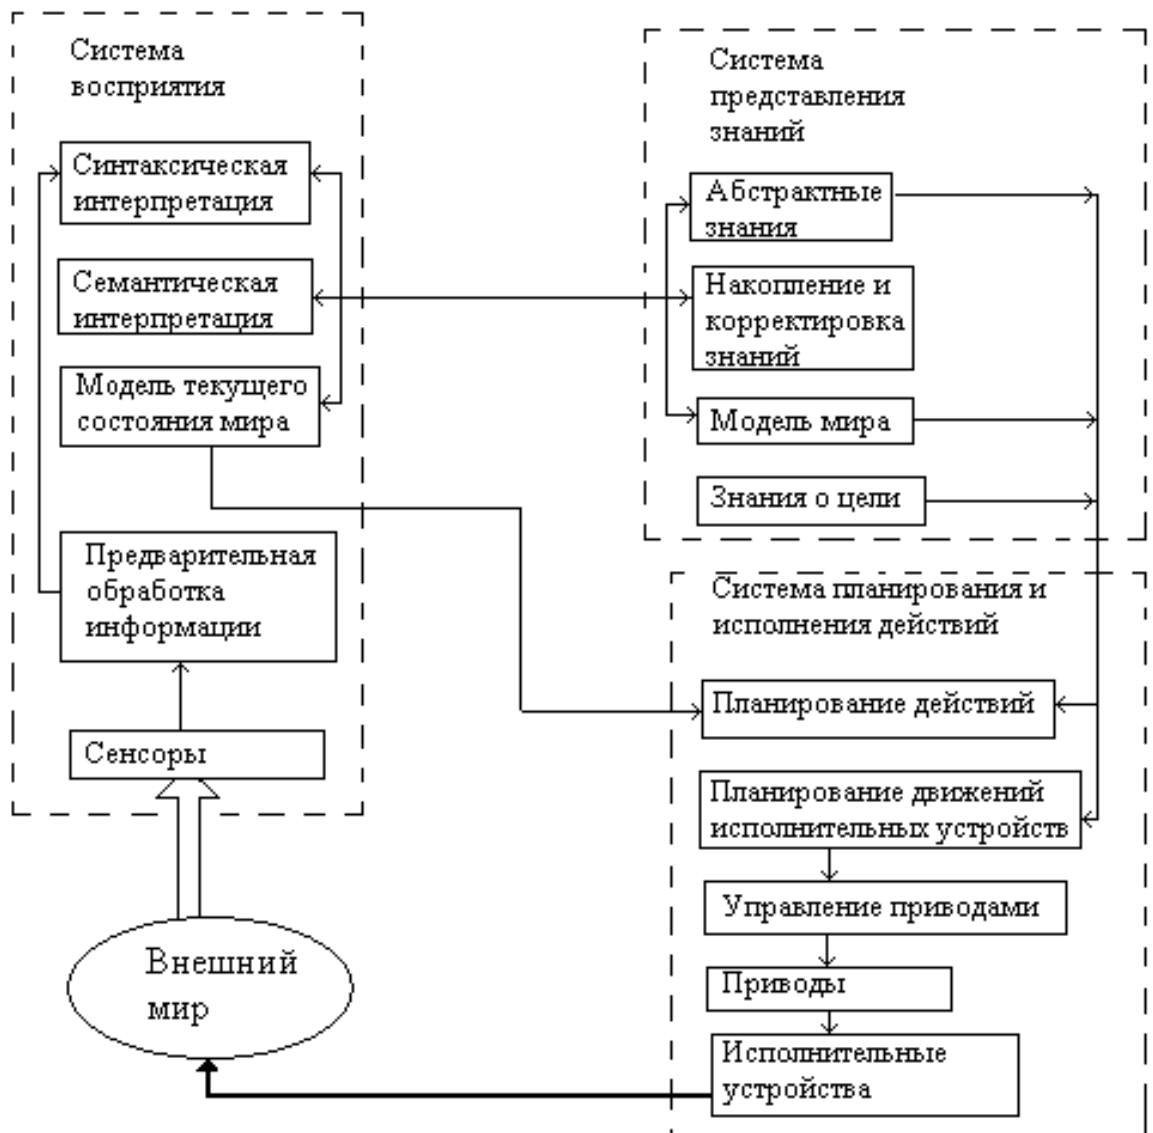 Система
восприятия
Синтаксическая
интерпретация
Семантическая
интерпретация
Модель текущего
состояния мира
Предварительная
обработка
информации
Сенсоры
Внешний
мир
Система
представления
знаний
Абстрактные
знания
Накопление и
корректировка
знаний
Модель мира
Знания о цели
Система планирования и
исполнения действий
Планирование действий
Планирование движений
исполнительных устройств
Управление приводами
Приводы
Исполнительные
устройства